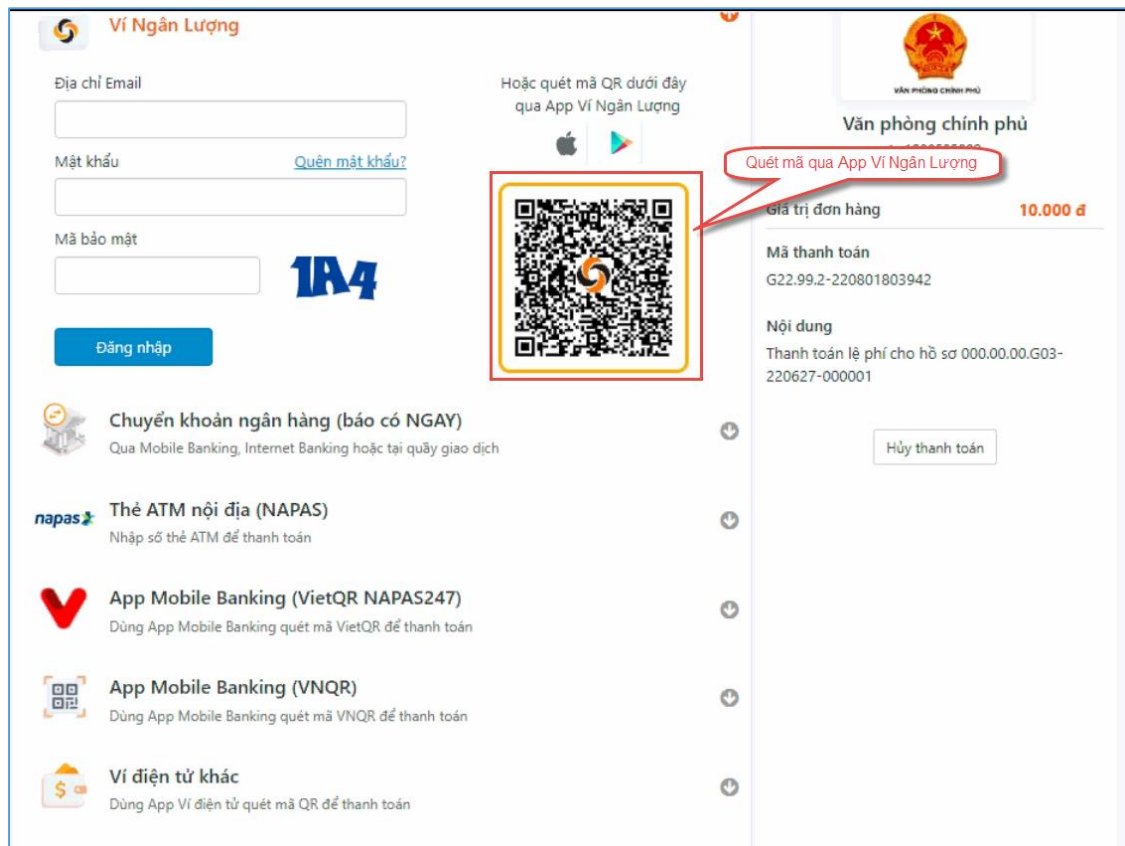 Ví Ngân Lượng
Địa chỉ Email
Mật khẩu
Quên mật khẩu?
Mã bảo mật
1A4
Đăng nhập
Hoặc quét mã QR dưới đây
qua App Ví Ngân Lượng
Quét mã qua App Ví Ngân Lượng
Chuyển khoản ngân hàng (báo có NGAY)
Qua Mobile Banking, Internet Banking hoặc tại quầy giao dịch
napas
Thẻ ATM nội địa (NAPAS)
Nhập số thẻ ATM để thanh toán
App Mobile Banking (VietQR NAPAS247)
Dùng App Mobile Banking quét mã VietQR để thanh toán
App Mobile Banking (VNQR)
Dùng App Mobile Banking quét mã VNQR để thanh toán
Ví điện tử khác
Dùng App Ví điện tử quét mã QR để thanh toán
VĂN PHÒNG CHÍNH PHỦ
Văn phòng chính phủ
Giá trị đơn hàng
10.000 đ
Mã thanh toán
G22.99.2-220801803942
Nội dung
Thanh toán lệ phí cho hồ sơ 000.00.00.G03-
220627-000001
Hủy thanh toán